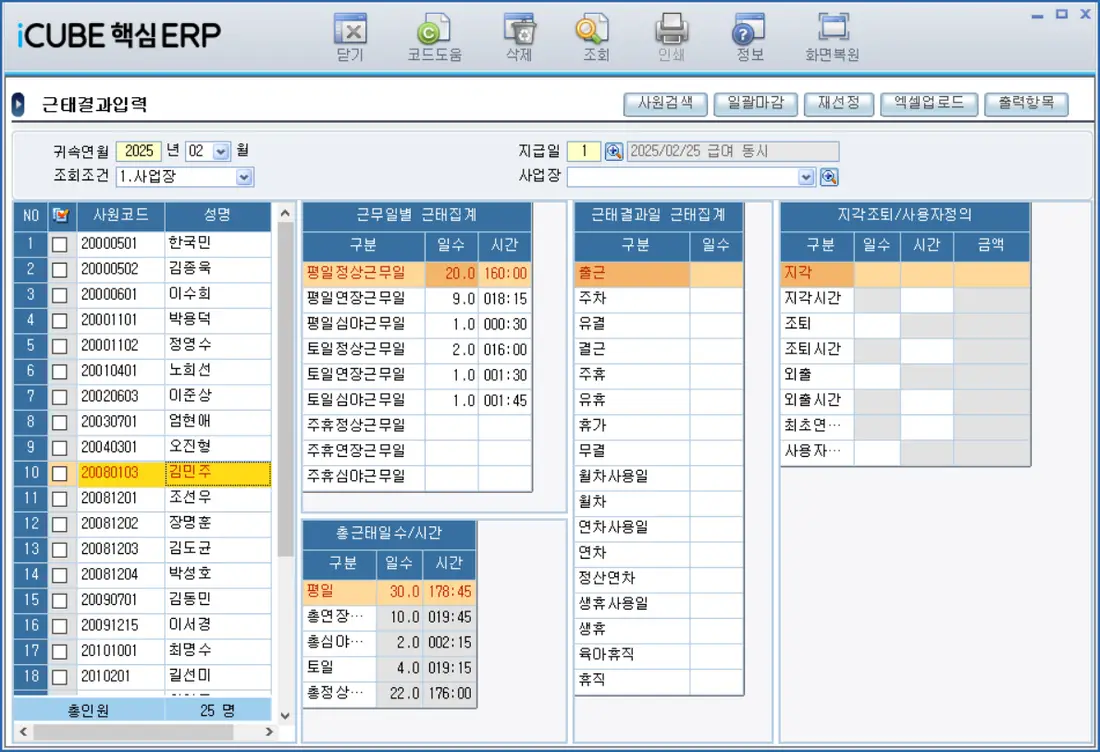 iCUBE 핵심ERP
닫기 코드도움 삭제 조회 인쇄 정보 화면복원
근태결과입력
사원검색 일괄마감 재선정 엑셀업로드 출력항목
귀속연월 2025 년 02 월 지급일 1 2025/02/25 급여 동시
조회조건 1.사업장 사업장
NO 사원코드 성명
1 20000501 한국민
2 20000502 김종욱
3 20000601 이수희
4 20001101 박용덕
5 20001102 정영수
6 20010401 노희선
7 20020603 이준상
8 20030701 엄현애
9 20040301 오진형
10 20080103 김민주
11 20081201 조선우
12 20081202 장명훈
13 20081203 김도균
14 20081204 박성호
15 20090701 김동민
16 20091215 이서경
17 20101001 최명수
18 2010201 길선미
총인원 25 명
근무일별 근태집계
구분 일수 시간
평일정상근무일 20.0 160:00
평일연장근무일 9.0 018:15
평일심야근무일 1.0 000:30
토일정상근무일 2.0 016:00
토일연장근무일 1.0 001:30
토일심야근무일 1.0 001:45
주휴정상근무일
주휴연장근무일
주휴심야근무일
총근태일수/시간
구분 일수 시간
평일 30.0 178:45
총연장… 10.0 019:45
총심야… 2.0 002:15
토일 4.0 019:15
총정상… 22.0 176:00
근태결과일 근태집계
구분 일수
출근
주차
유결
결근
주휴
유휴
휴가
무결
월차사용일
월차
연차사용일
연차
정산연차
생휴사용일
생휴
육아휴직
휴직
지각조퇴/사용자정의
구분 일수 시간 금액
지각
지각시간
조퇴
조퇴시간
외출
외출시간
최초연…
사용자…